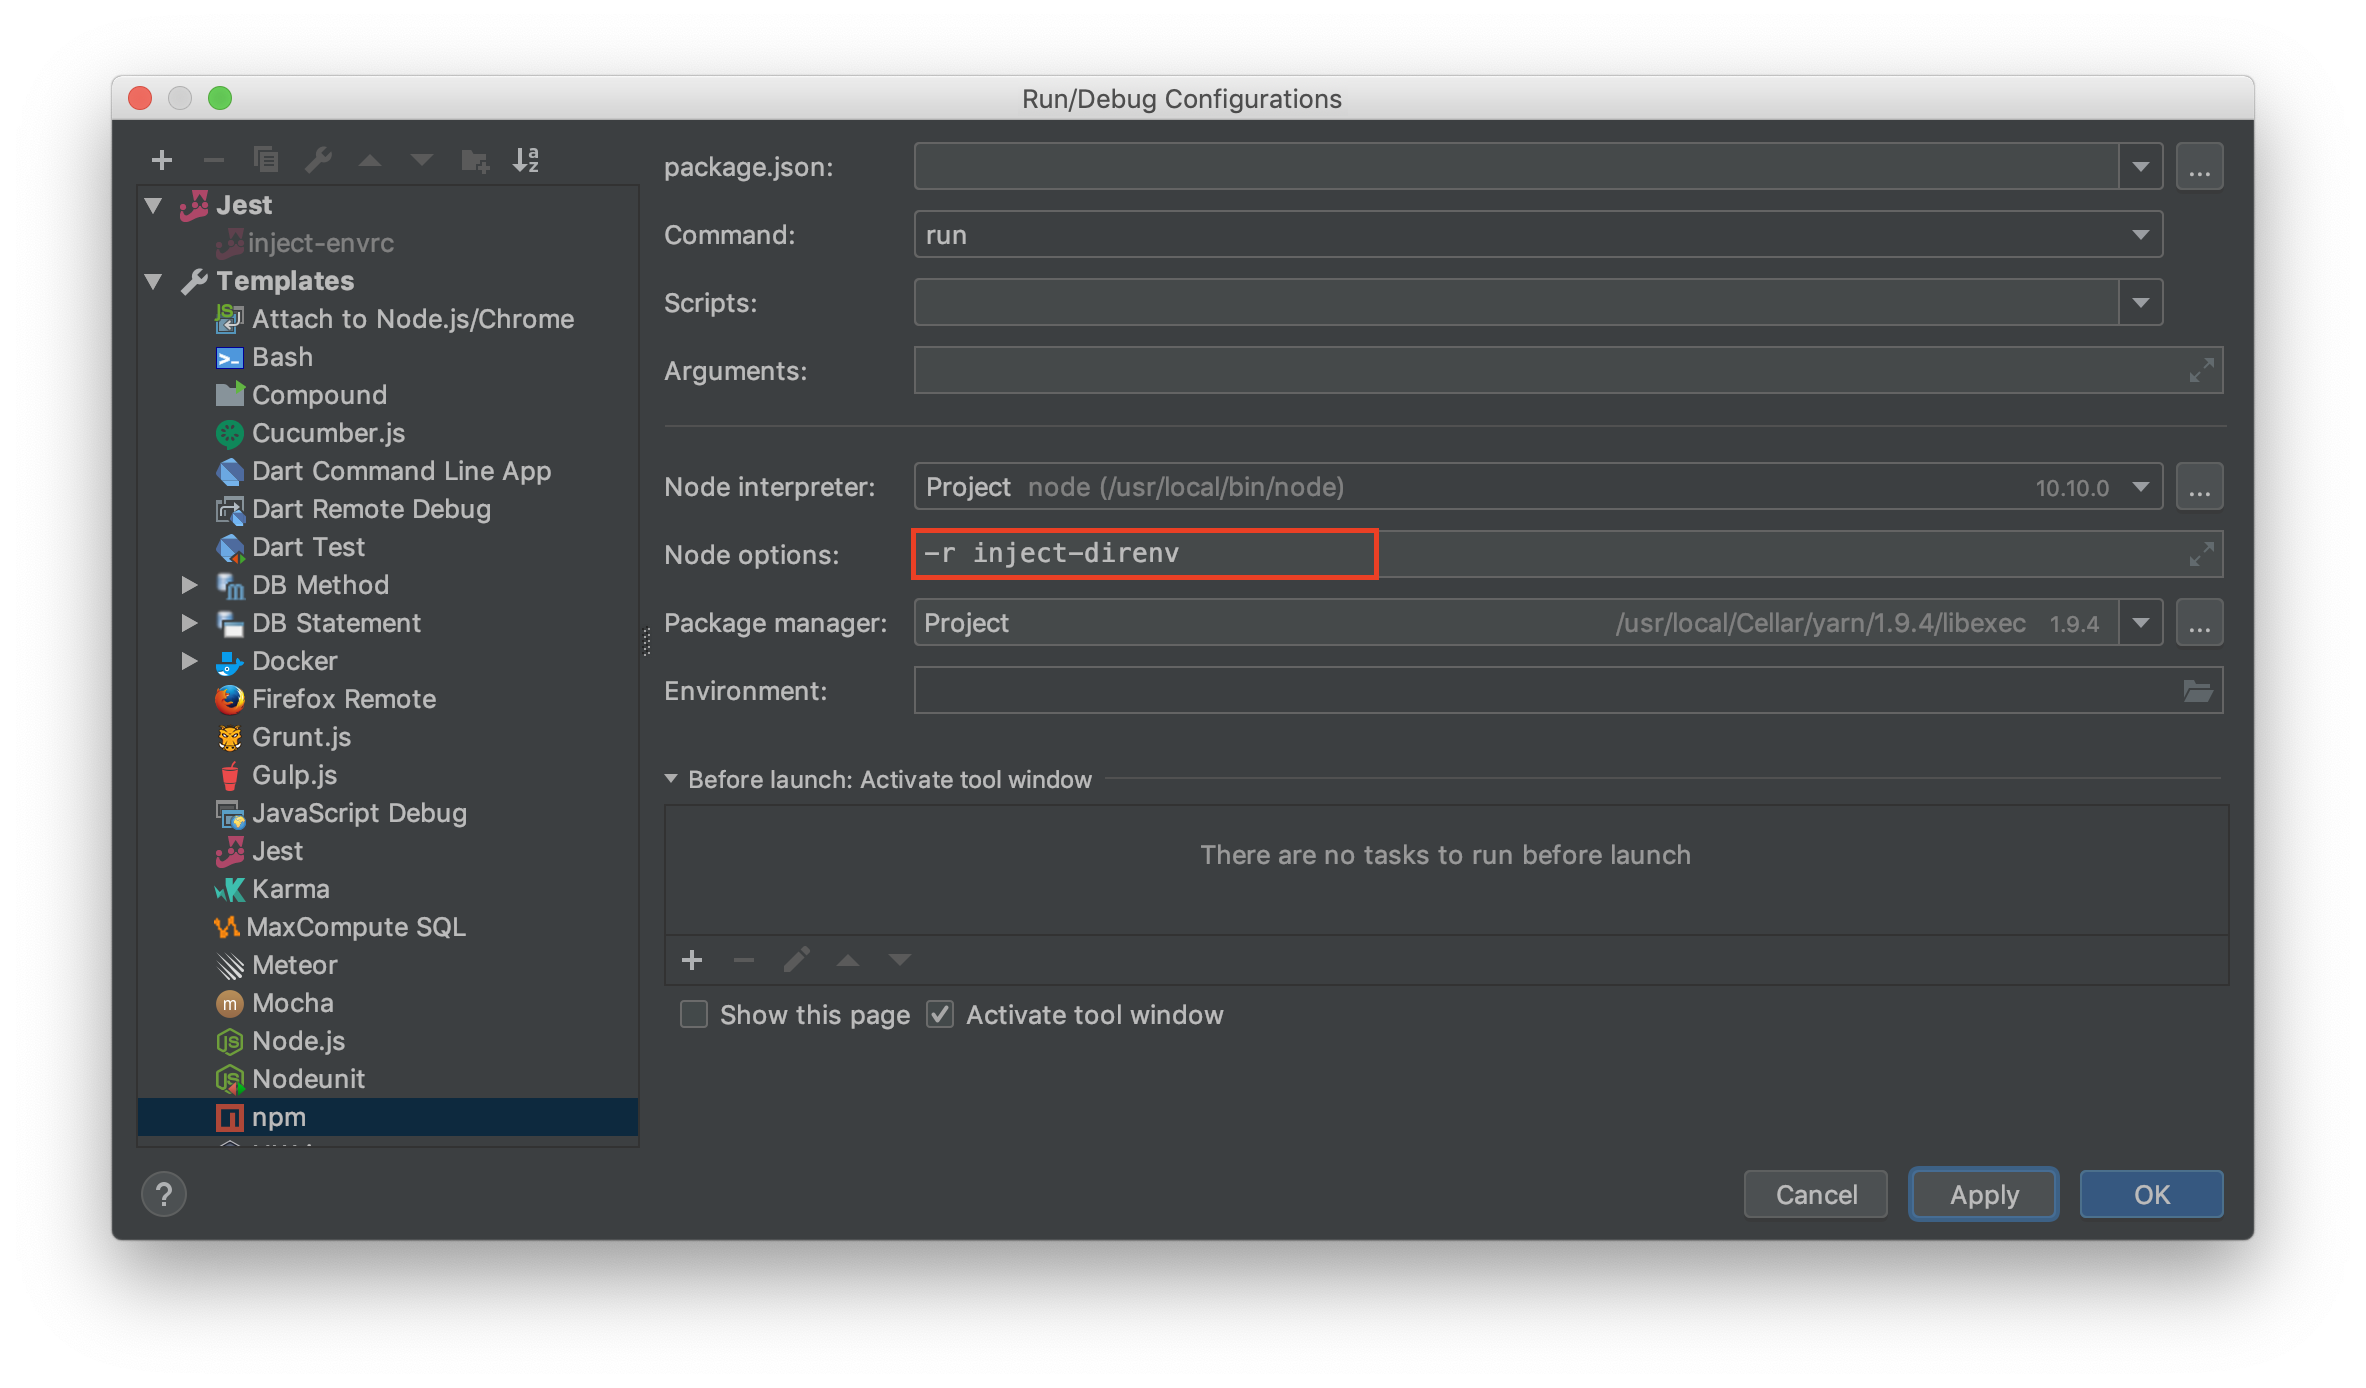 Run/Debug Configurations
Jest
inject-envrc
Templates
Attach to Node.js/Chrome
Bash
Compound
Cucumber.js
Dart Command Line App
Dart Remote Debug
Dart Test
DB Method
DB Statement
Docker
Firefox Remote
Grunt.js
Gulp.js
JavaScript Debug
Jest
Karma
MaxCompute SQL
Meteor
Mocha
Node.js
Nodeunit
npm
package.json:
...
Command: run
Scripts:
Arguments:
Node interpreter: Project node (/usr/local/bin/node) 10.10.0 ...
Node options: -r inject-direnv
Package manager: Project /usr/local/Cellar/yarn/1.9.4/libexec 1.9.4 ...
Environment:
Before launch: Activate tool window
There are no tasks to run before launch
Show this page Activate tool window
? Cancel Apply OK